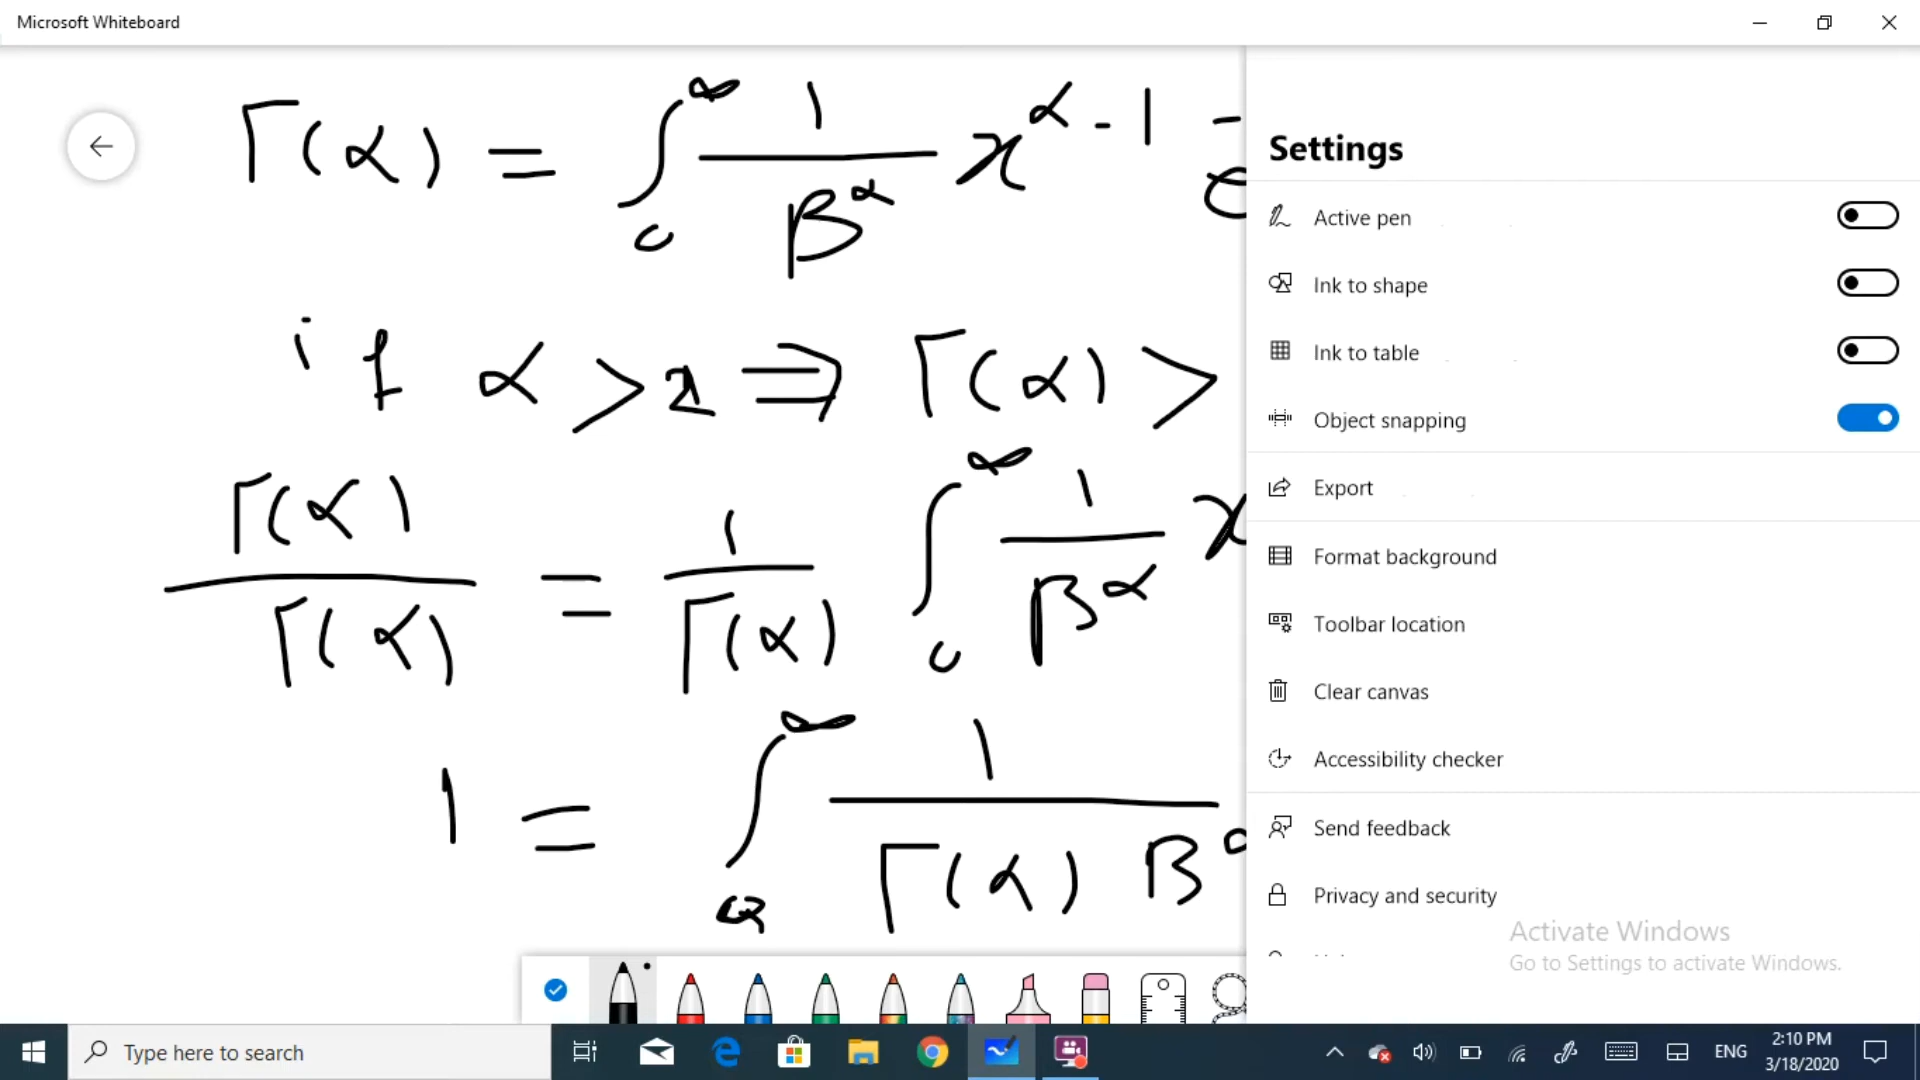 Microsoft Whiteboard
Γ(α) = ∫₀^∞ 1/β^α x^(α-1) e^-
if α > 1 ⇒ Γ(α) >
Γ(α)/Γ(α) = 1/Γ(α) ∫₀^∞ 1/β^α x
1 = ∫^∞ 1/(Γ(α) β^α
Settings
Active pen
Ink to shape
Ink to table
Object snapping
Export
Format background
Toolbar location
Clear canvas
Accessibility checker
Send feedback
Privacy and security
Activate Windows
Go to Settings to activate Windows.
Type here to search
ENG
2:10 PM
3/18/2020